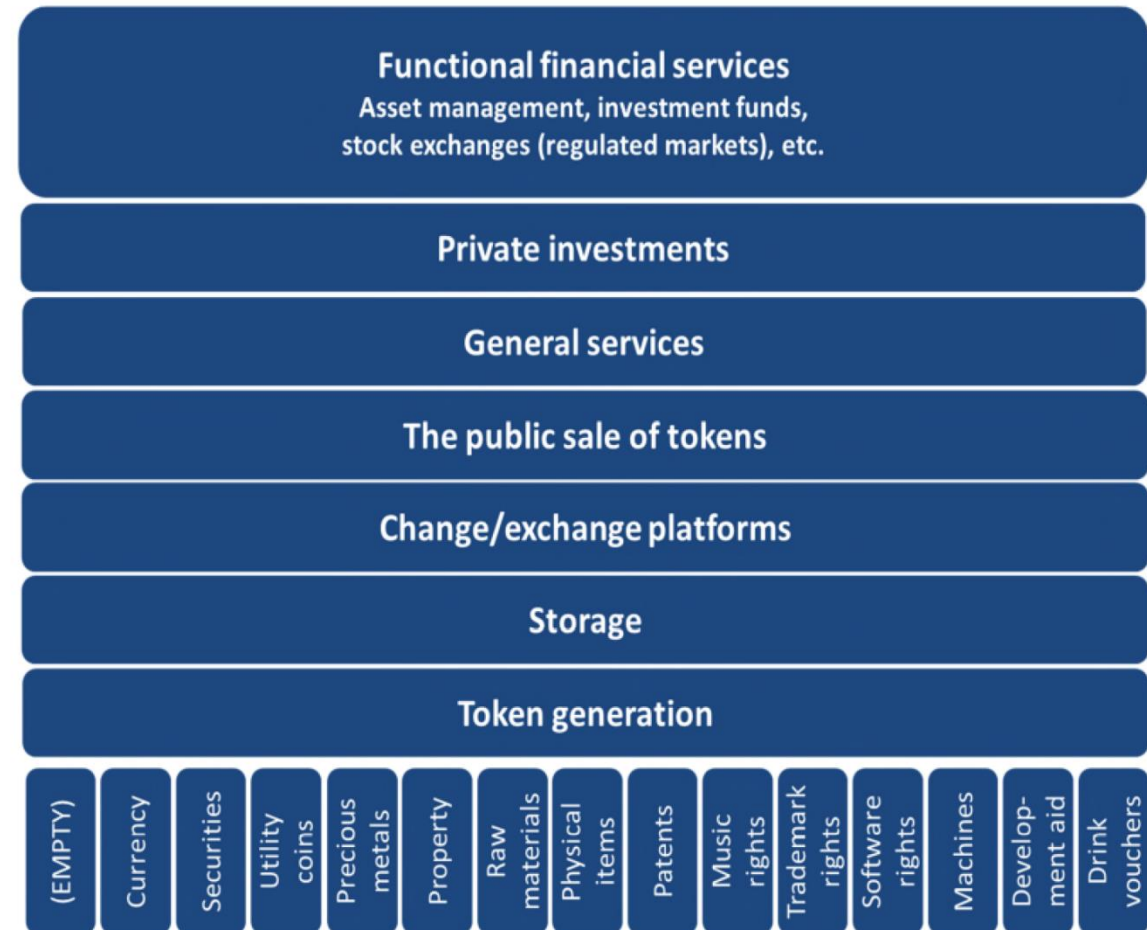 Functional financial services
Asset management, investment funds,
stock exchanges (regulated markets), etc.
Private investments
General services
The public sale of tokens
Change/exchange platforms
Storage
Token generation
(EMPTY)
Currency
Securities
Utility
coins
Precious
metals
Property
Raw
materials
Physical
items
Patents
Music
rights
Trademark
rights
Software
rights
Machines
Develop-
ment aid
Drink
vouchers